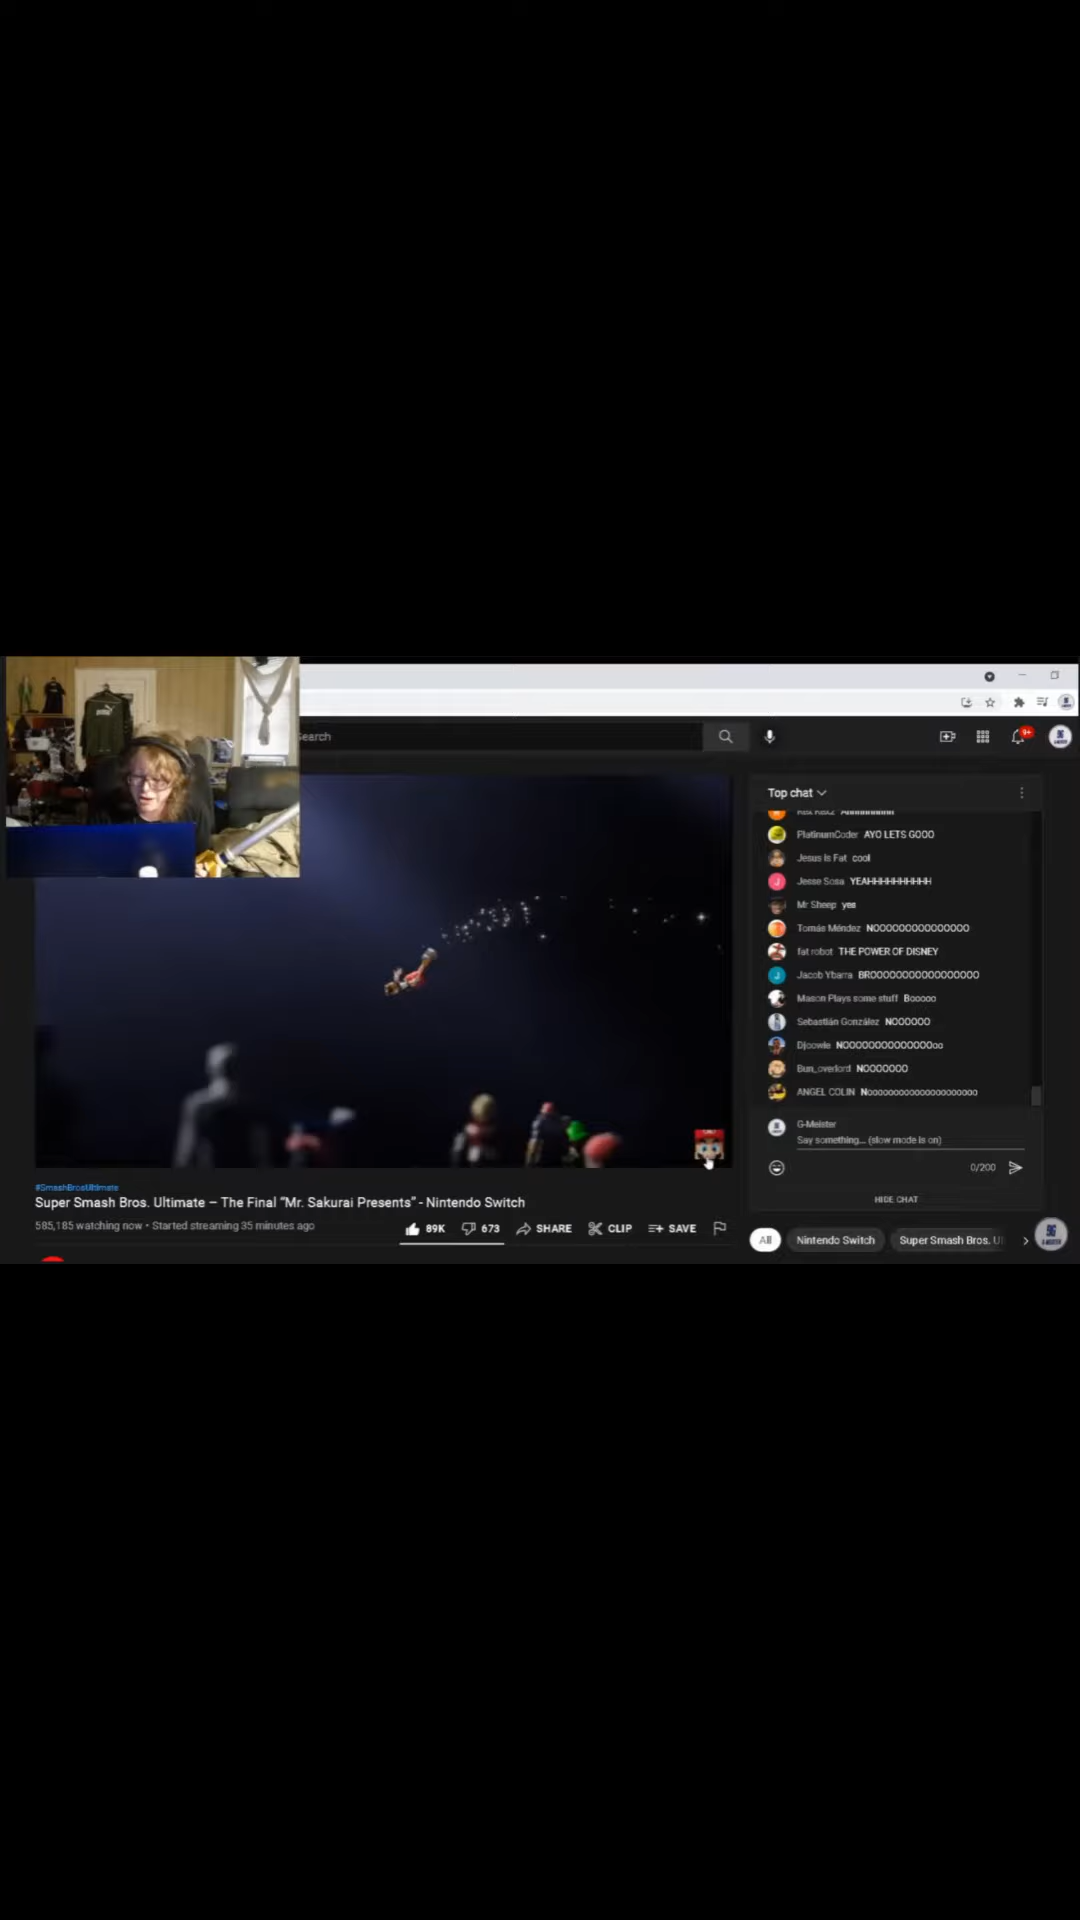 Search
9+
Top chat
PlatinumCoder AYO LETS GOOO
Jesus Is Fat cool
Jesse Sosa YEAHHHHHHHHHH
Mr Sheep yes
Tomás Méndez NOOOOOOOOOOOOOOO
fat robot THE POWER OF DISNEY
Jacob Ybarra BROOOOOOOOOOOOOOOOO
Mason Plays some stuff Booooo
Sebastián González NOOOOOO
Djoowie NOOOOOOOOOOOOOOoo
Bun_overlord NOOOOOOO
ANGEL COLIN Noooooooooooooooooooo
G-Meister
Say something... (slow mode is on)
0/200
HIDE CHAT
#SmashBrosUltimate
Super Smash Bros. Ultimate – The Final “Mr. Sakurai Presents” - Nintendo Switch
585,185 watching now • Started streaming 35 minutes ago
89K 673 SHARE CLIP SAVE
All Nintendo Switch Super Smash Bros. Ul